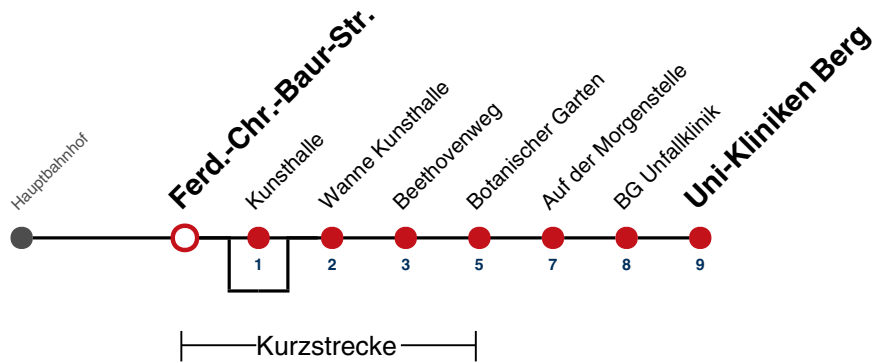 Hauptbahnhof
Ferd.-Chr.-Baur-Str.
Kunsthalle
Wanne Kunsthalle
Beethovenweg
Botanischer Garten
Auf der Morgenstelle
BG Unfallklinik
Uni-Kliniken Berg
1
2
3
5
7
8
9
Kurzstrecke